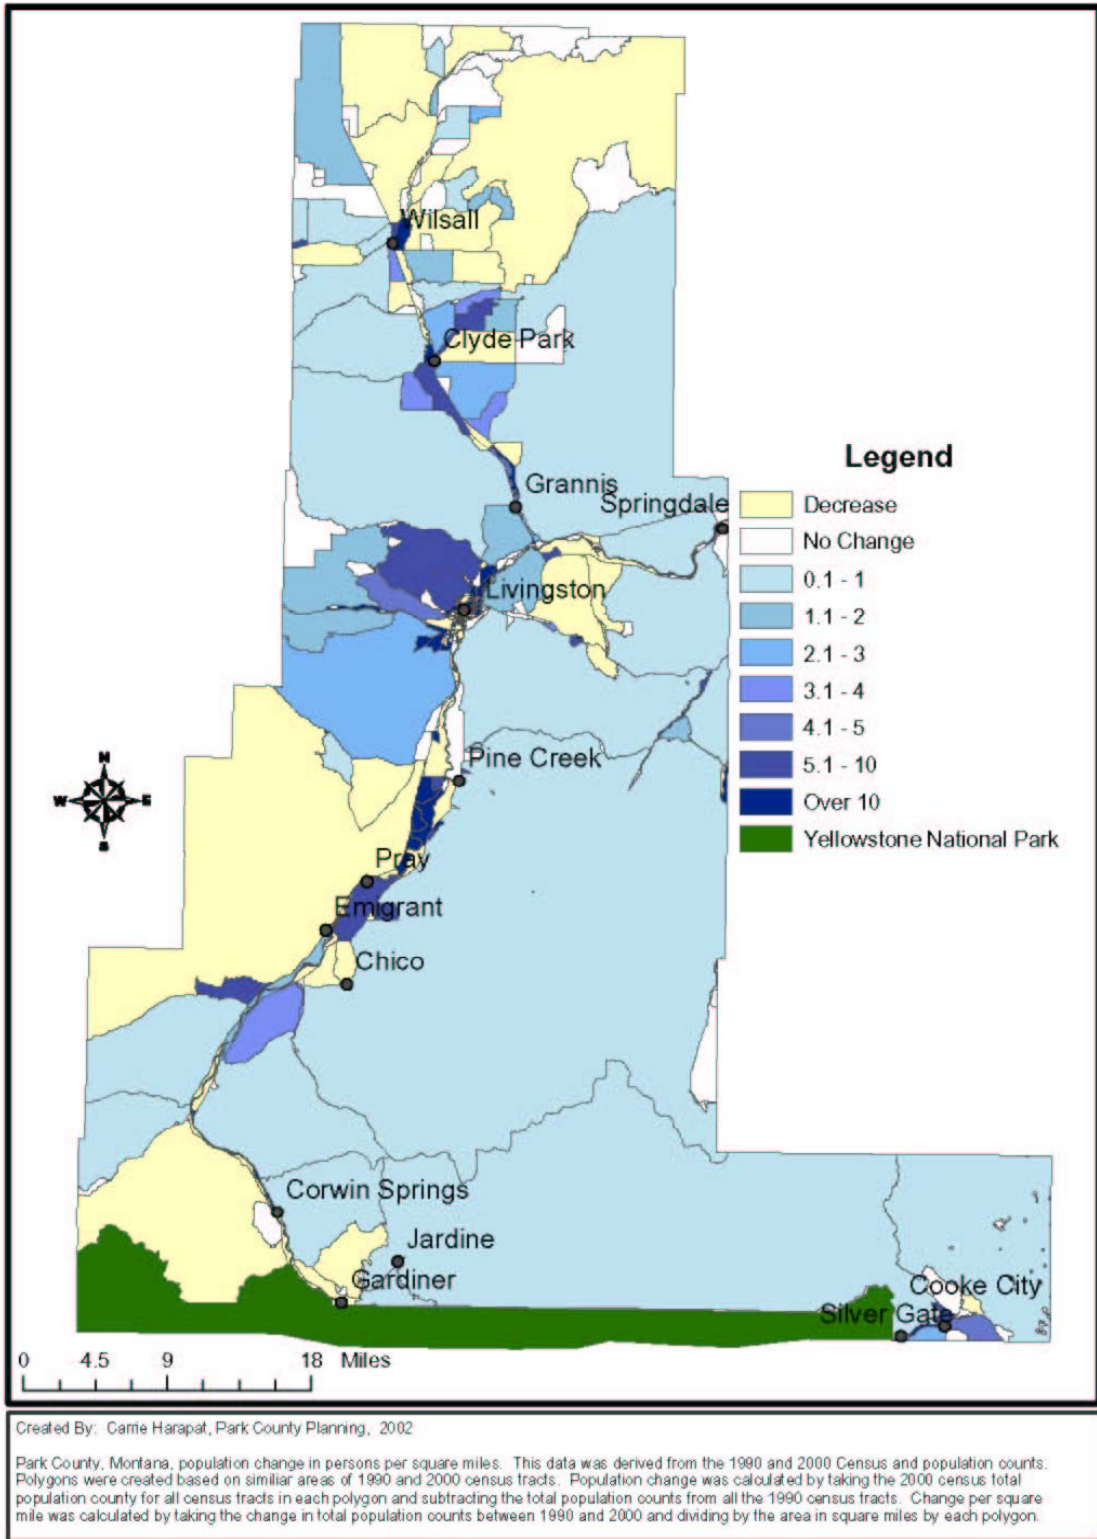 Wilsall
Clyde Park
Grannis
Springdale
Livingston
Pine Creek
Pray
Emigrant
Chico
Corwin Springs
Jardine
Gardiner
Cooke City
Silver Gate
Legend
Decrease
No Change
0.1 - 1
1.1 - 2
2.1 - 3
3.1 - 4
4.1 - 5
5.1 - 10
Over 10
Yellowstone National Park
N
W E
S
0 4.5 9 18 Miles
Created By: Carrie Harapat, Park County Planning, 2002
Park County, Montana, population change in persons per square miles. This data was derived from the 1990 and 2000 Census and population counts.
Polygons were created based on similiar areas of 1990 and 2000 census tracts. Population change was calculated by taking the 2000 census total
population county for all census tracts in each polygon and subtracting the total population counts from all the 1990 census tracts. Change per square
mile was calculated by taking the change in total population counts between 1990 and 2000 and dividing by the area in square miles by each polygon.